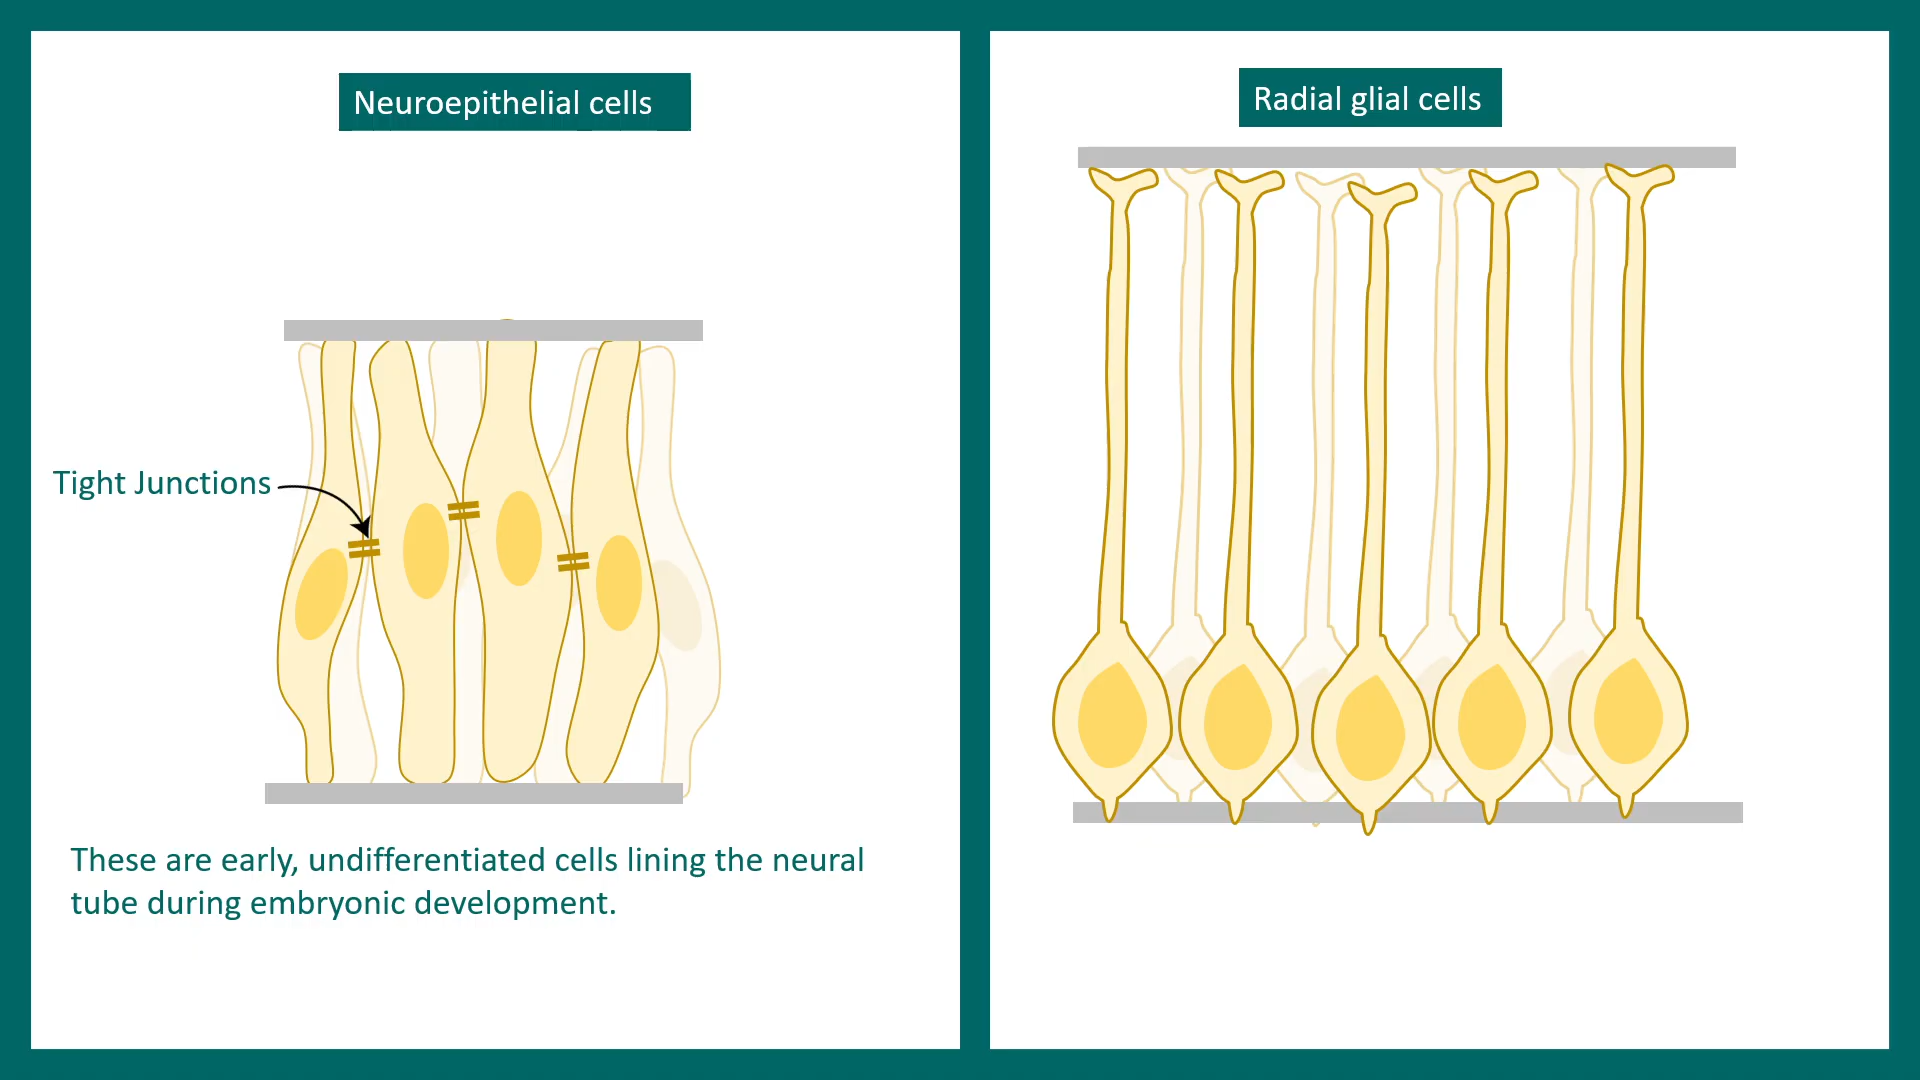 Neuroepithelial cells
Radial glial cells
Tight Junctions
These are early, undifferentiated cells lining the neural
tube during embryonic development.